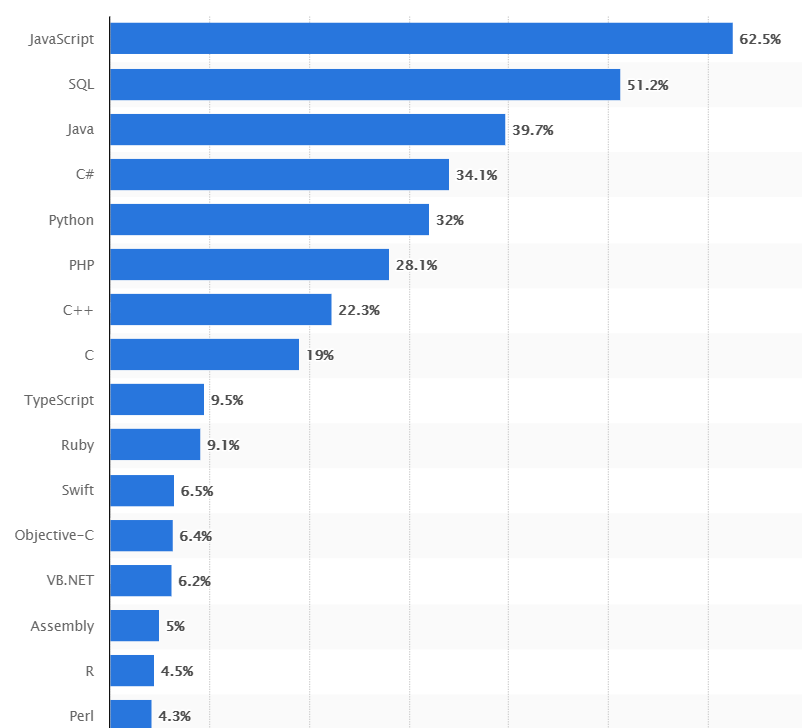 JavaScript 62.5%
SQL 51.2%
Java 39.7%
C# 34.1%
Python 32%
PHP 28.1%
C++ 22.3%
C 19%
TypeScript 9.5%
Ruby 9.1%
Swift 6.5%
Objective-C 6.4%
VB.NET 6.2%
Assembly 5%
R 4.5%
Perl 4.3%